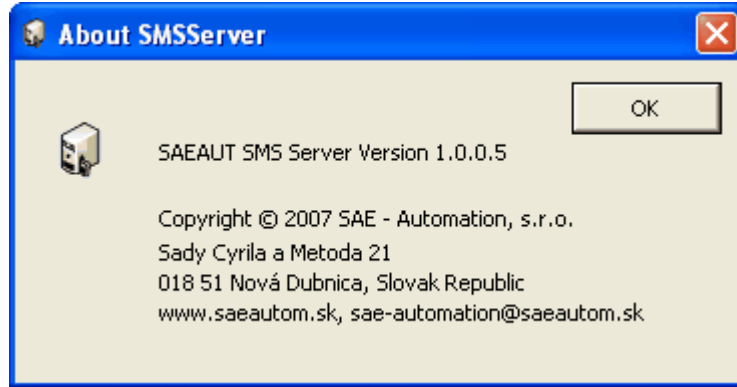 About SMSServer
OK
SAEAUT SMS Server Version 1.0.0.5
Copyright © 2007 SAE - Automation, s.r.o.
Sady Cyrila a Metoda 21
018 51 Nová Dubnica, Slovak Republic
www.saeautom.sk, sae-automation@saeautom.sk